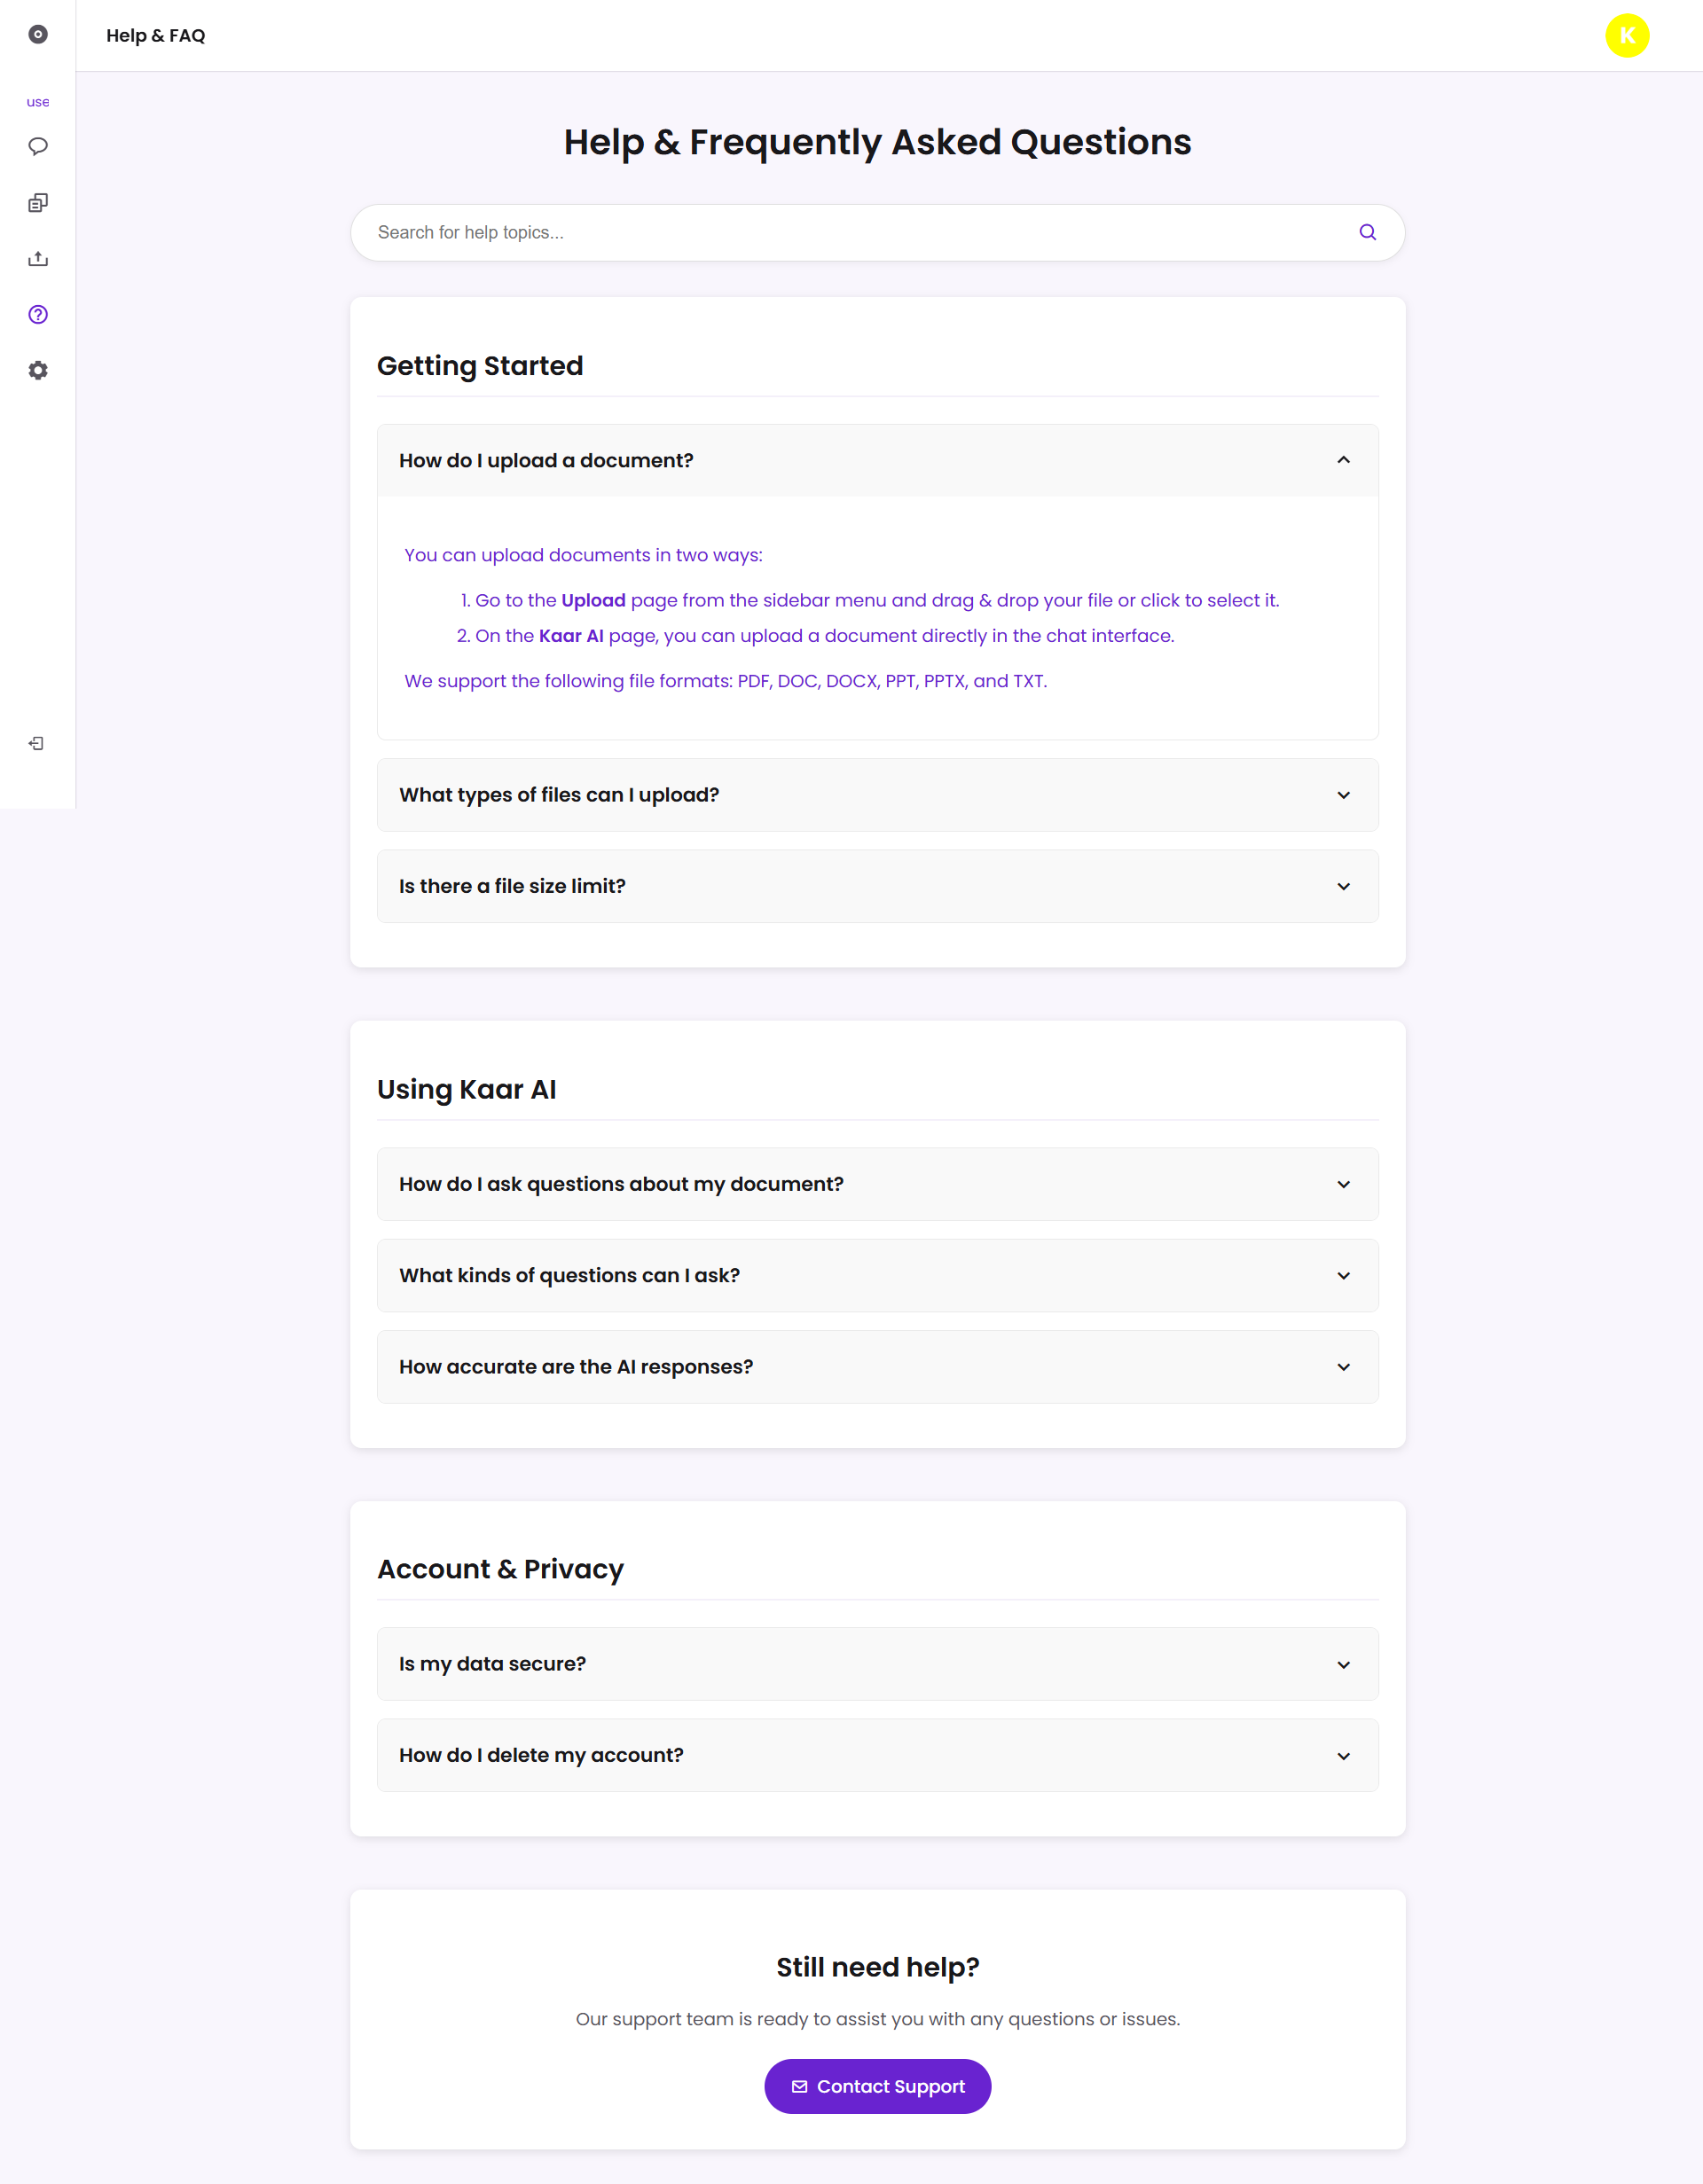 Help & FAQ
K
use
Help & Frequently Asked Questions
Search for help topics...
Getting Started
How do I upload a document?
You can upload documents in two ways:
1. Go to the Upload page from the sidebar menu and drag & drop your file or click to select it.
2. On the Kaar AI page, you can upload a document directly in the chat interface.
We support the following file formats: PDF, DOC, DOCX, PPT, PPTX, and TXT.
What types of files can I upload?
Is there a file size limit?
Using Kaar AI
How do I ask questions about my document?
What kinds of questions can I ask?
How accurate are the AI responses?
Account & Privacy
Is my data secure?
How do I delete my account?
Still need help?
Our support team is ready to assist you with any questions or issues.
Contact Support